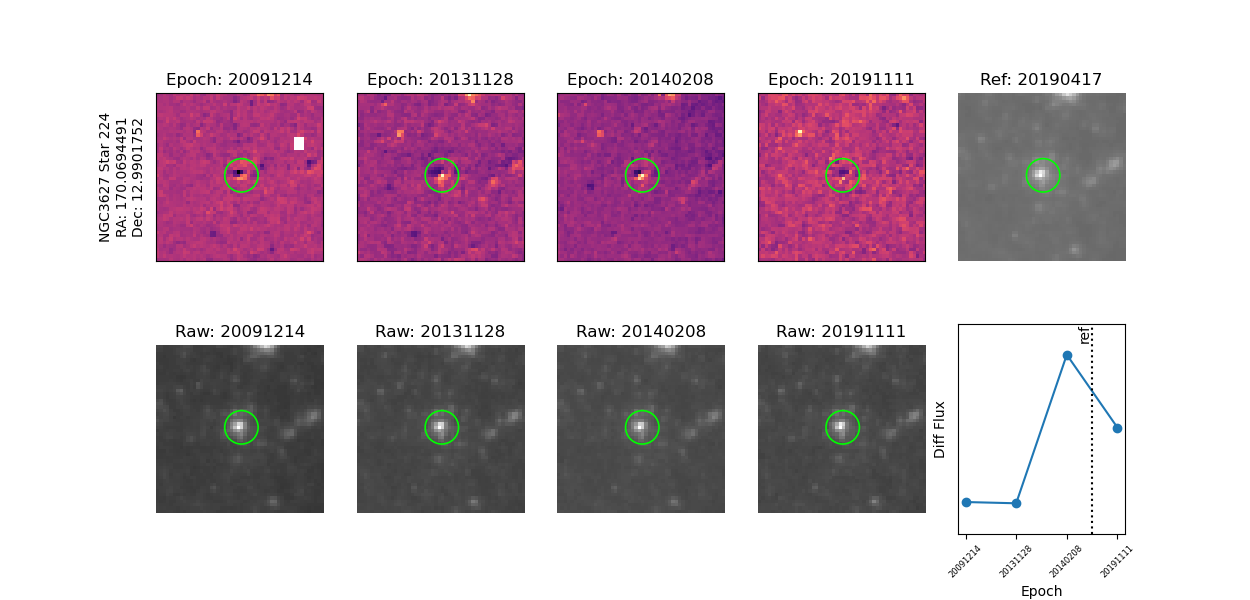 Epoch: 20091214
Epoch: 20131128
Epoch: 20140208
Epoch: 20191111
Ref: 20190417
NGC3627 Star 224
RA: 170.0694491
Dec: 12.9901752
Raw: 20091214
Raw: 20131128
Raw: 20140208
Raw: 20191111
ref
Diff Flux
20091214
20131128
20140208
20191111
Epoch